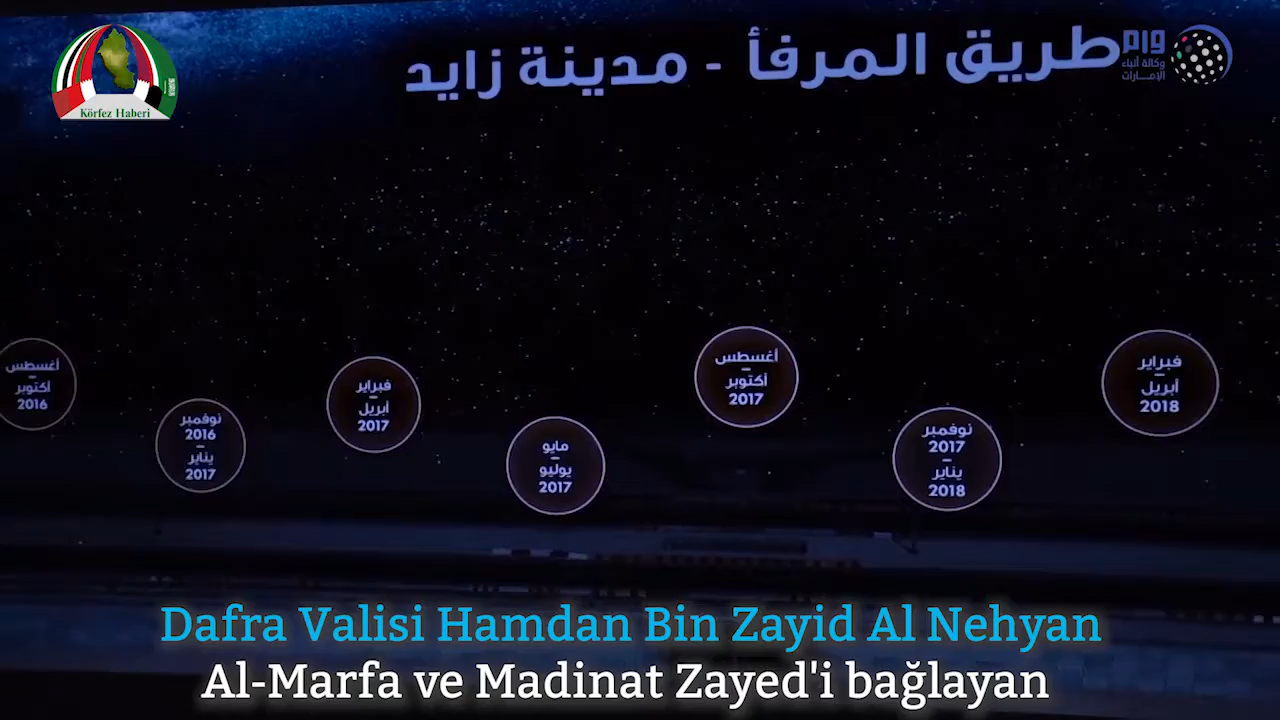 طريق المرفأ - مدينة زايد
وام
وكالة أنباء
الإمارات
Körfez Haberi
أغسطس
-
أكتوبر
2016
نوفمبر
2016
-
يناير
2017
فبراير
-
أبريل
2017
مايو
-
يوليو
2017
أغسطس
-
أكتوبر
2017
نوفمبر
2017
-
يناير
2018
فبراير
-
أبريل
2018
Dafra Valisi Hamdan Bin Zayid Al Nehyan
Al-Marfa ve Madinat Zayed'i bağlayan